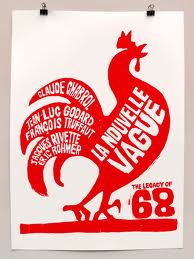 CLAUDE CHABROL
JEAN-LUC GODARD
FRANÇOIS TRUFFAUT
JACQUES RIVETTE
ERIC ROHMER
LA NOUVELLE
VAGUE
THE LEGACY OF
'68